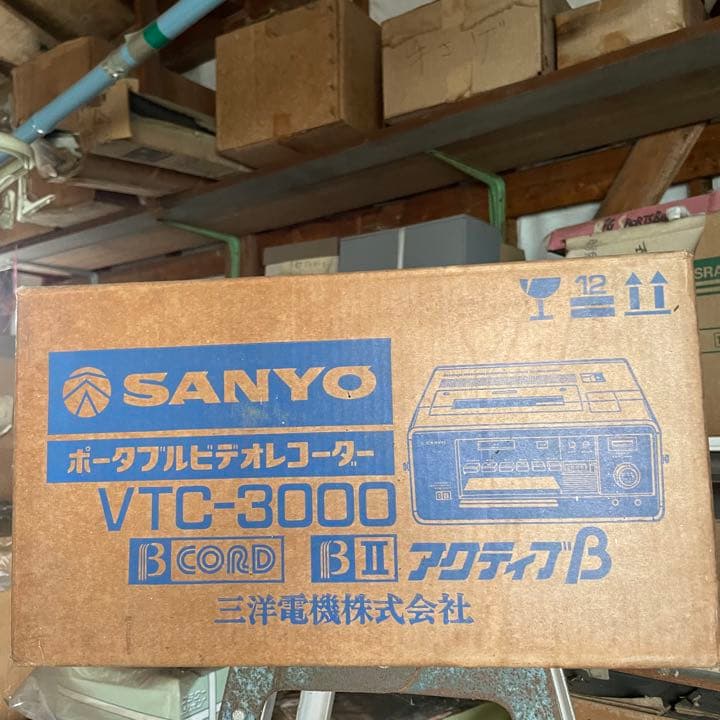 12
SANYO
ポータブルビデオレコーダー
VTC-3000
β CORD βII アクティブβ
三洋電機株式会社